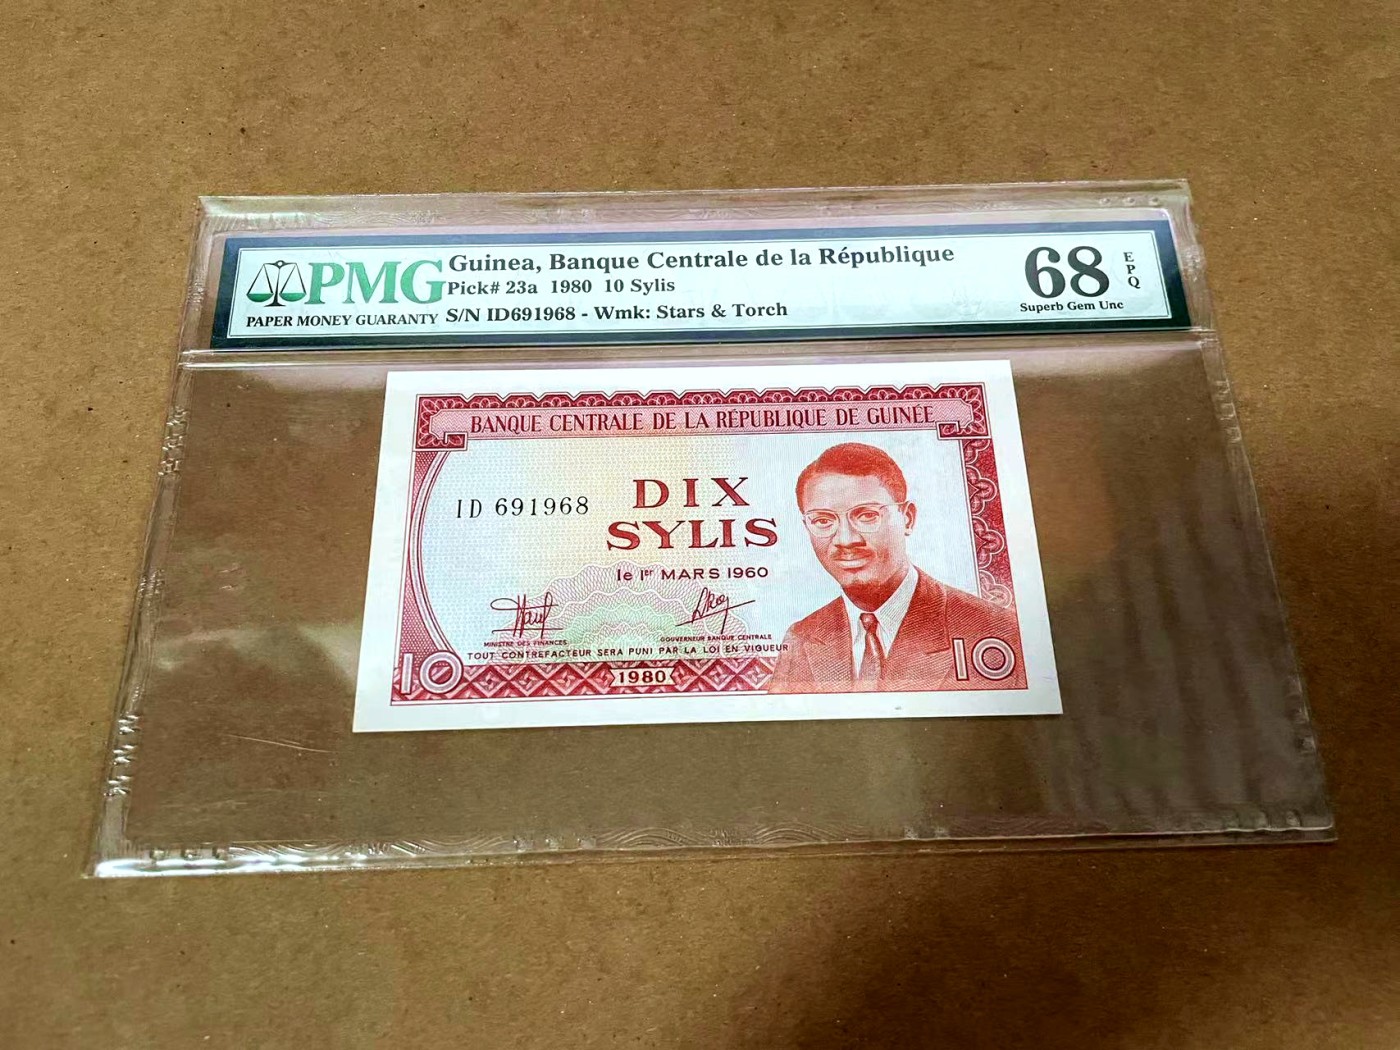 PMG
PAPER MONEY GUARANTY
Guinea, Banque Centrale de la République
Pick# 23a 1980 10 Sylis
S/N ID691968 - Wmk: Stars & Torch
68
EPQ
Superb Gem Unc
BANQUE CENTRALE DE LA RÉPUBLIQUE DE GUINÉE
ID 691968
DIX
SYLIS
le 1er MARS 1960
MINISTRE DES FINANCES
GOUVERNEUR BANQUE CENTRALE
TOUT CONTREFACTEUR SERA PUNI PAR LA LOI EN VIGUEUR
10
1980
10